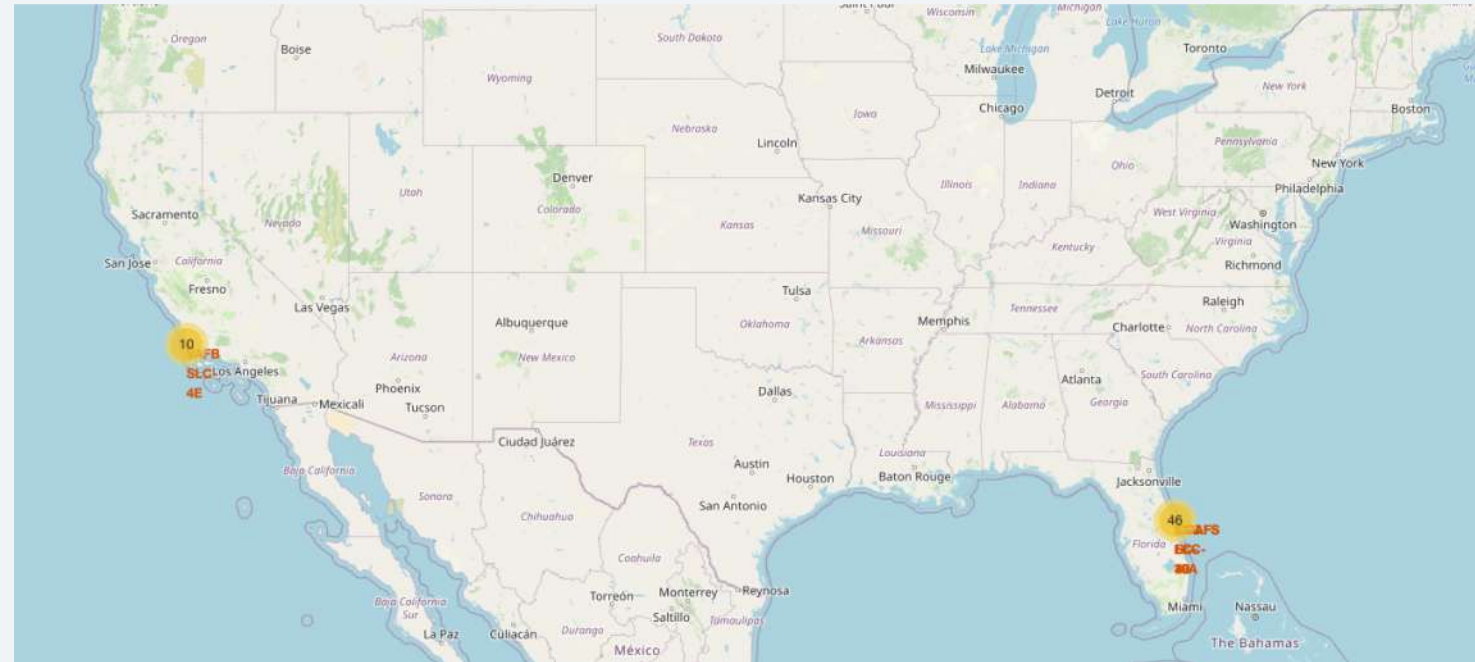 Michigan
Wisconsin
Lake Huron
Oregon
Boise
South Dakota
Lake Michigan
Toronto
Wyoming
Milwaukee
New York
Detroit
Chicago
Boston
Iowa
Nebraska
Lincoln
Pennsylvania
New York
Utah
Denver
Ohio
Illinois
Indiana
Philadelphia
Colorado
Kansas City
Sacramento
Nevada
Kansas
Missouri
West Virginia
Washington
Virginia
Kentucky
San Jose
California
Richmond
Fresno
Tulsa
Las Vegas
Raleigh
Tennessee
Albuquerque
Oklahoma
Memphis
Charlotte
North Carolina
10
Arkansas
Arizona
New Mexico
SLC-
Los Angeles
4E
Phoenix
Dallas
Atlanta
South Carolina
Tijuana
Mexicali
Tucson
Mississippi
Alabama
Georgia
Ciudad Juárez
Texas
Louisiana
Austin
Baja California
Houston
Baton Rouge
Jacksonville
Sonora
San Antonio
Chihuahua
46
Florida
Coahuila
Torreón
Monterrey
Reynosa
Baja California
Sur
Saltillo
Tamaulipas
Miami
Nassau
La Paz
Culiacán
Durango
México
The Bahamas